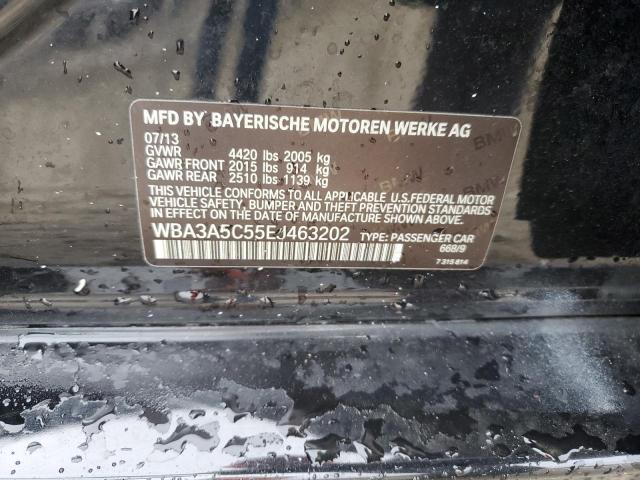 MFD BY BAYERISCHE MOTOREN WERKE AG
07/13
GVWR 4420 lbs 2005 kg
GAWR FRONT 2015 lbs 914 kg
GAWR REAR 2510 lbs 1139 kg
THIS VEHICLE CONFORMS TO ALL APPLICABLE U.S.FEDERAL MOTOR
VEHICLE SAFETY, BUMPER AND THEFT PREVENTION STANDARDS
IN EFFECT ON THE DATE OF MANUFACTURE SHOWN ABOVE.
WBA3A5C55EJ463202 TYPE: PASSENGER CAR
668/9
7 315 814
BMW
BMW